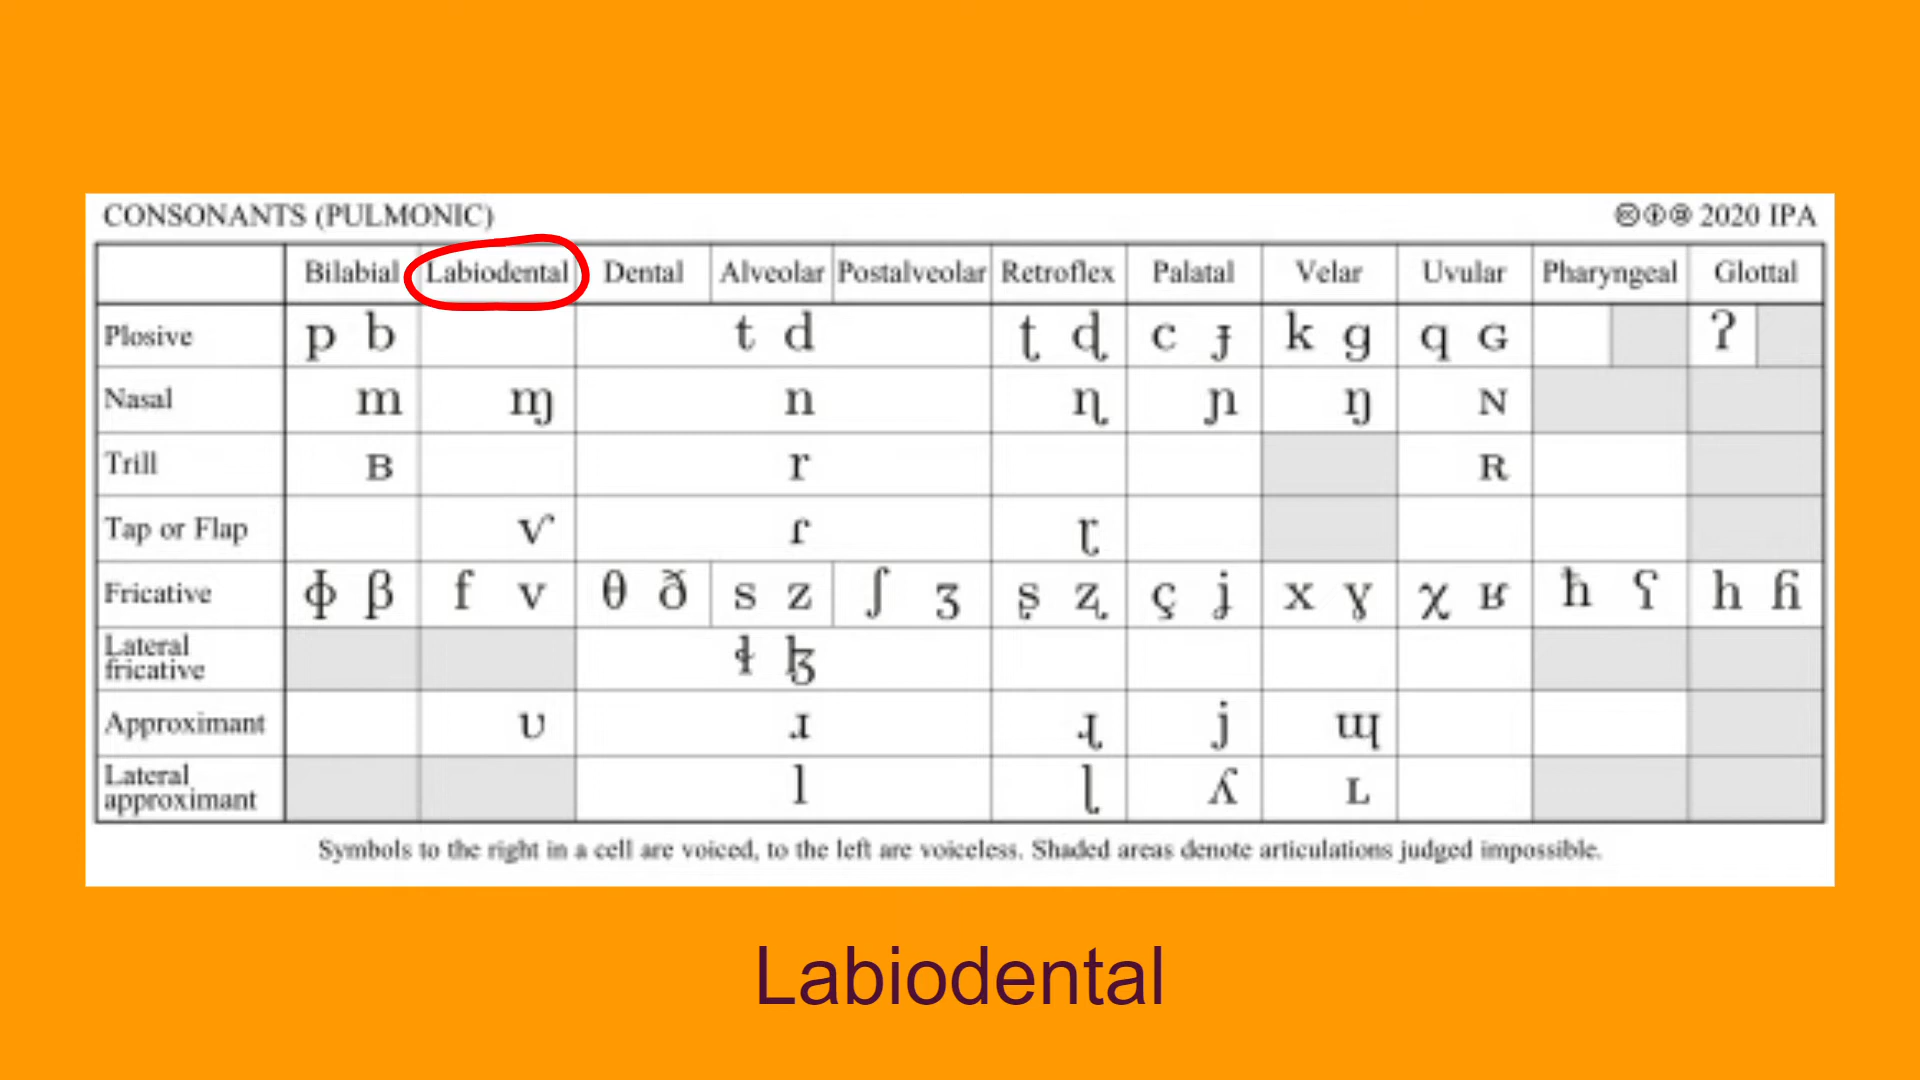 CONSONANTS (PULMONIC) 2020 IPA
Bilabial Labiodental Dental Alveolar Postalveolar Retroflex Palatal Velar Uvular Pharyngeal Glottal
Plosive p b t d ʈ ɖ c ɟ k ɡ q ɢ ʔ
Nasal m ɱ n ɳ ɲ ŋ ɴ
Trill ʙ r ʀ
Tap or Flap ⱱ ɾ ɽ
Fricative ɸ β f v θ ð s z ʃ ʒ ʂ ʐ ç ʝ x ɣ χ ʁ ħ ʕ h ɦ
Lateral fricative ɬ ɮ
Approximant ʋ ɹ ɻ j ɰ
Lateral approximant l ɭ ʎ ʟ
Symbols to the right in a cell are voiced, to the left are voiceless. Shaded areas denote articulations judged impossible.
Labiodental